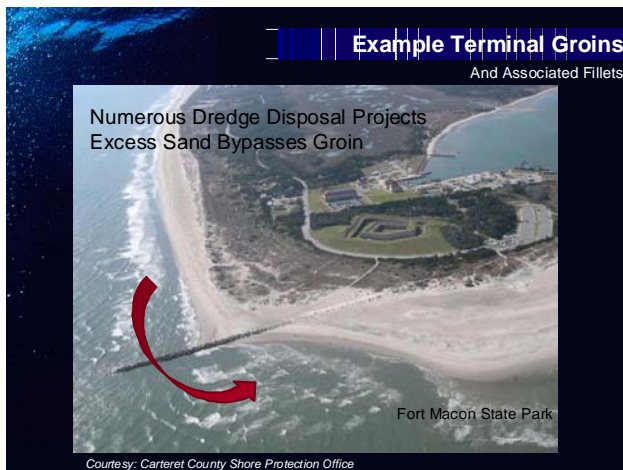 Example Terminal Groins
And Associated Fillets
Numerous Dredge Disposal Projects
Excess Sand Bypasses Groin
Fort Macon State Park
Courtesy: Carteret County Shore Protection Office